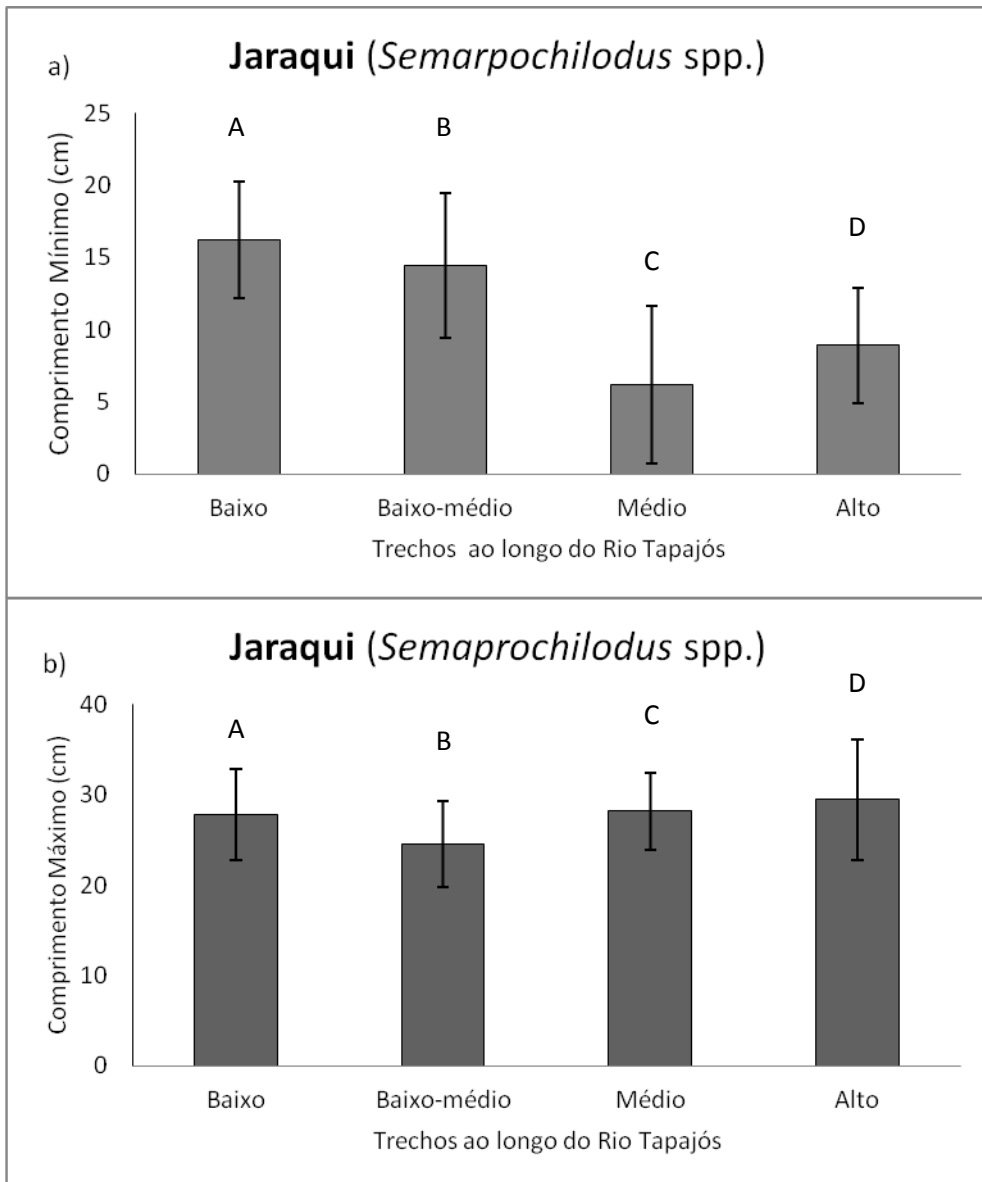 a)
Jaraqui (Semarpochilodus spp.)
Comprimento Mínimo (cm)
25
20
15
10
5
0
A
B
C
D
Baixo
Baixo-médio
Médio
Alto
Trechos ao longo do Rio Tapajós
b)
Jaraqui (Semaprochilodus spp.)
Comprimento Máximo (cm)
40
30
20
10
0
A
B
C
D
Baixo
Baixo-médio
Médio
Alto
Trechos ao longo do Rio Tapajós